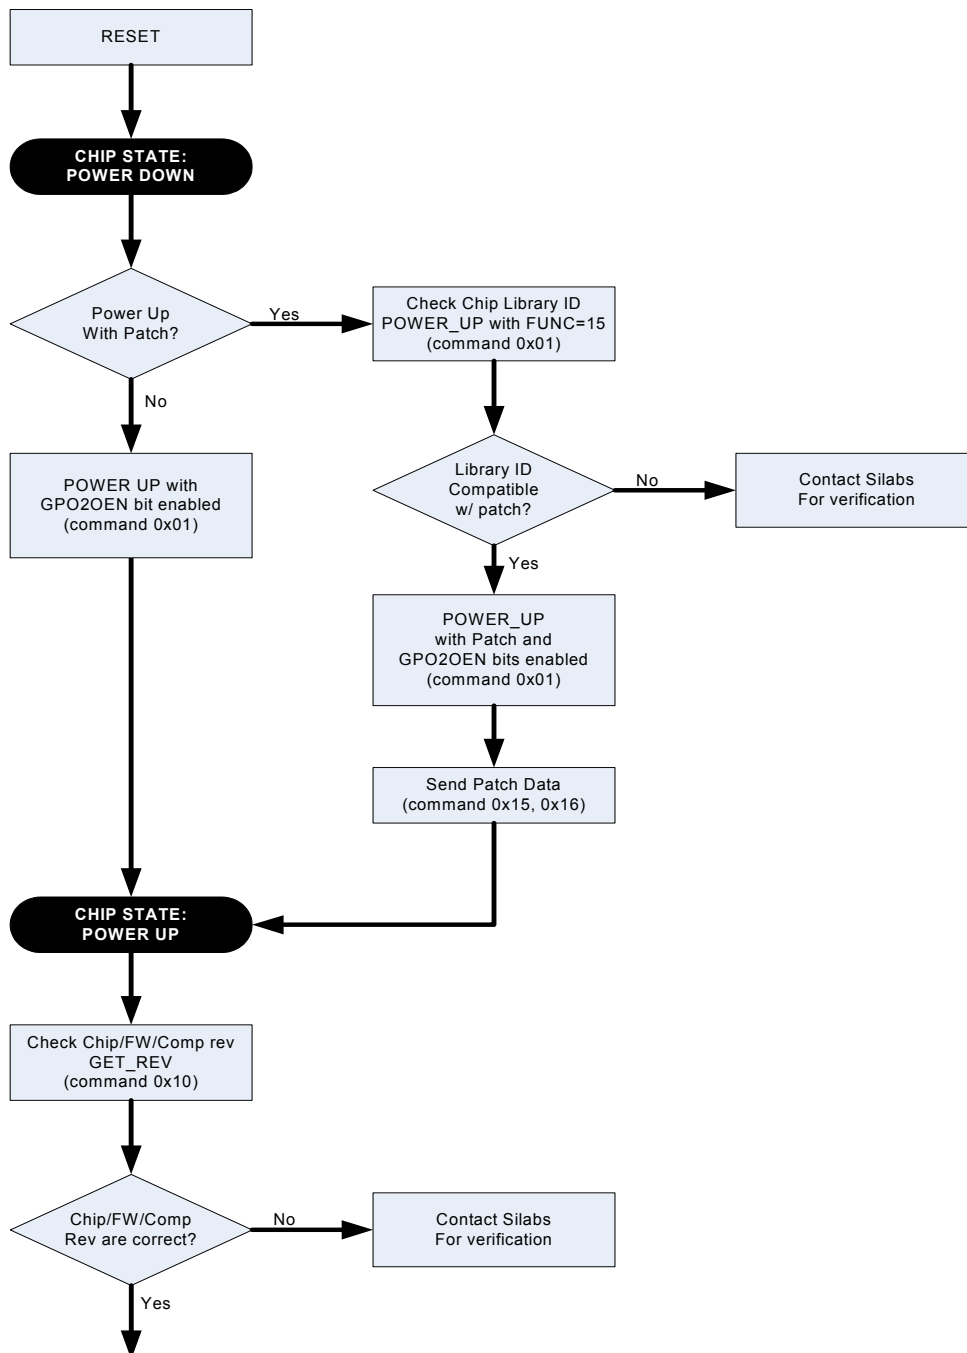 RESET
CHIP STATE:
POWER DOWN
Power Up
With Patch?
Yes
Check Chip Library ID
POWER_UP with FUNC=15
(command 0x01)
No
POWER UP with
GPO2OEN bit enabled
(command 0x01)
Library ID
Compatible
w/ patch?
No
Contact Silabs
For verification
Yes
POWER_UP
with Patch and
GPO2OEN bits enabled
(command 0x01)
Send Patch Data
(command 0x15, 0x16)
CHIP STATE:
POWER UP
Check Chip/FW/Comp rev
GET_REV
(command 0x10)
Chip/FW/Comp
Rev are correct?
No
Contact Silabs
For verification
Yes